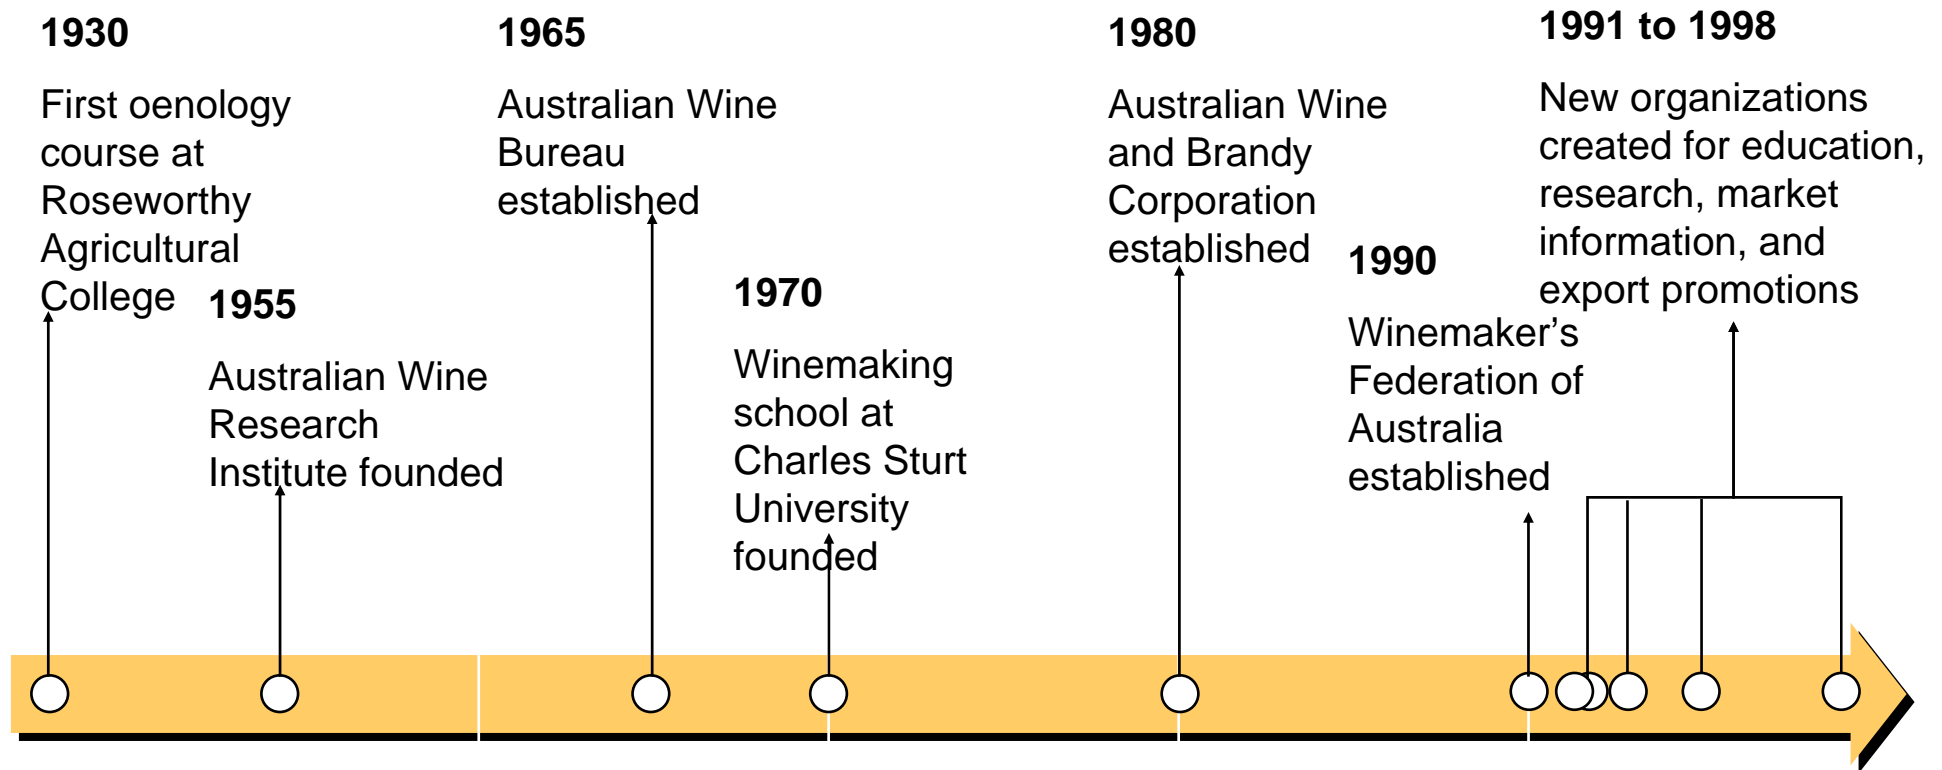 1930
First oenology
course at
Roseworthy
Agricultural
College
1955
Australian Wine
Research
Institute founded
1965
Australian Wine
Bureau
established
1970
Winemaking
school at
Charles Sturt
University
founded
1980
Australian Wine
and Brandy
Corporation
established
1990
Winemaker’s
Federation of
Australia
established
1991 to 1998
New organizations
created for education,
research, market
information, and
export promotions